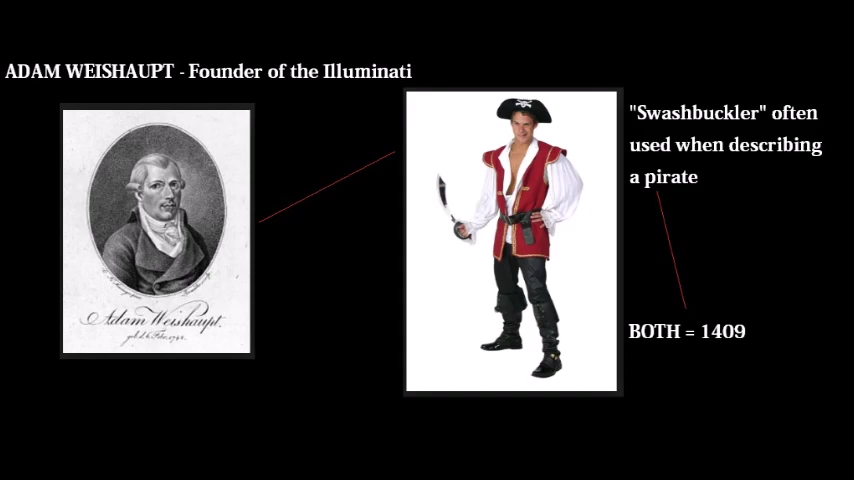 ADAM WEISHAUPT - Founder of the Illuminati
"Swashbuckler" often
used when describing
a pirate
Adam Weishaupt.
BOTH = 1409